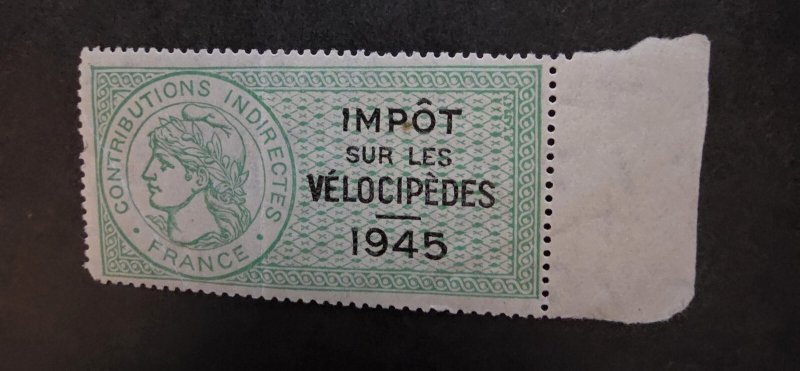 CONTRIBUTIONS INDIRECTES
• FRANCE •
IMPÔT
SUR LES
VÉLOCIPÈDES
1945